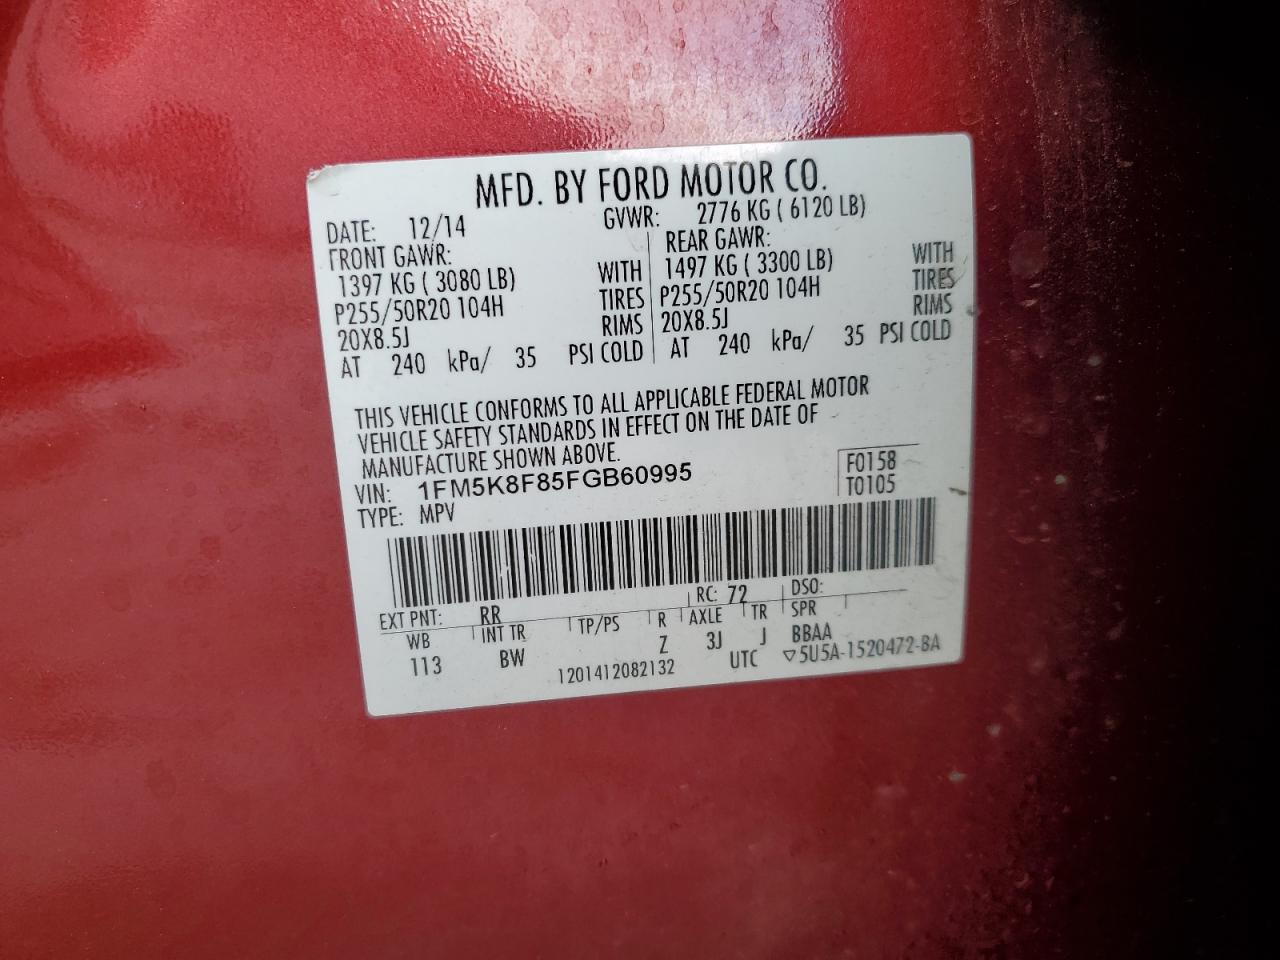 MFD. BY FORD MOTOR CO.
DATE: 12/14 GVWR: 2776 KG ( 6120 LB)
FRONT GAWR: REAR GAWR:
1397 KG ( 3080 LB) WITH 1497 KG ( 3300 LB) WITH
P255/50R20 104H TIRES P255/50R20 104H TIRES
20X8.5J RIMS 20X8.5J RIMS
AT 240 kPa/ 35 PSI COLD AT 240 kPa/ 35 PSI COLD
THIS VEHICLE CONFORMS TO ALL APPLICABLE FEDERAL MOTOR
VEHICLE SAFETY STANDARDS IN EFFECT ON THE DATE OF
MANUFACTURE SHOWN ABOVE.
VIN: 1FM5K8F85FGB60995 F0158
TYPE: MPV T0105
EXT PNT: RR RC: 72 DSO:
WB INT TR TP/PS R AXLE TR SPR
113 BW Z 3J J BBAA
1201412082132 UTC ▽5U5A-1520472-BA